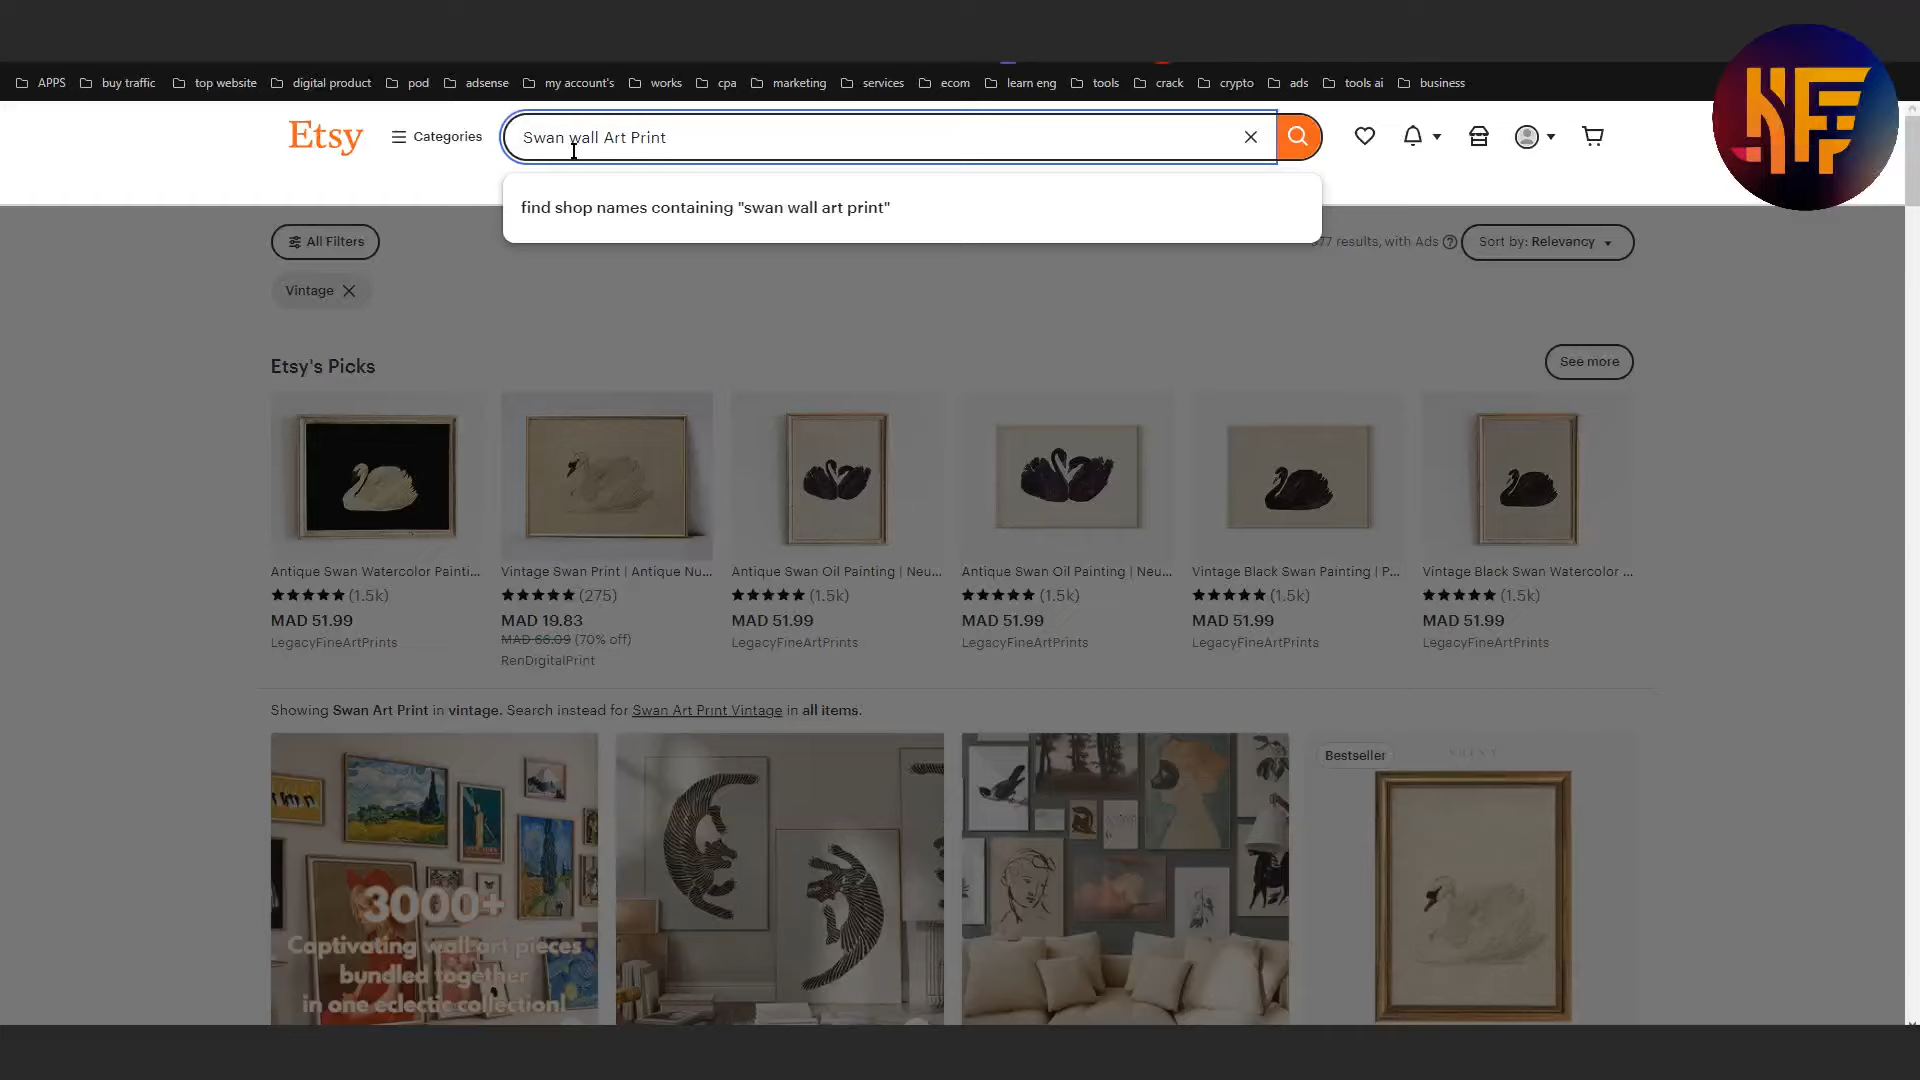 APPS buy traffic top website digital product pod adsense my account's works cpa marketing services ecom learn eng tools crack crypto ads tools ai business
Etsy Categories Swan wall Art Print
find shop names containing "swan wall art print"
All Filters
77 results, with Ads Sort by: Relevancy
Vintage
Etsy's Picks
See more
Antique Swan Watercolor Painti...
★★★★★ (1.5k)
MAD 51.99
LegacyFineArtPrints
Vintage Swan Print | Antique Nu...
★★★★★ (275)
MAD 19.83
MAD 66.09 (70% off)
RenDigitalPrint
Antique Swan Oil Painting | Neu...
★★★★★ (1.5k)
MAD 51.99
LegacyFineArtPrints
Antique Swan Oil Painting | Neu...
★★★★★ (1.5k)
MAD 51.99
LegacyFineArtPrints
Vintage Black Swan Painting | P...
★★★★★ (1.5k)
MAD 51.99
LegacyFineArtPrints
Vintage Black Swan Watercolor ...
★★★★★ (1.5k)
MAD 51.99
LegacyFineArtPrints
Showing Swan Art Print in vintage. Search instead for Swan Art Print Vintage in all items.
3000+
Captivating wall art pieces
bundled together
in one eclectic collection!
Bestseller